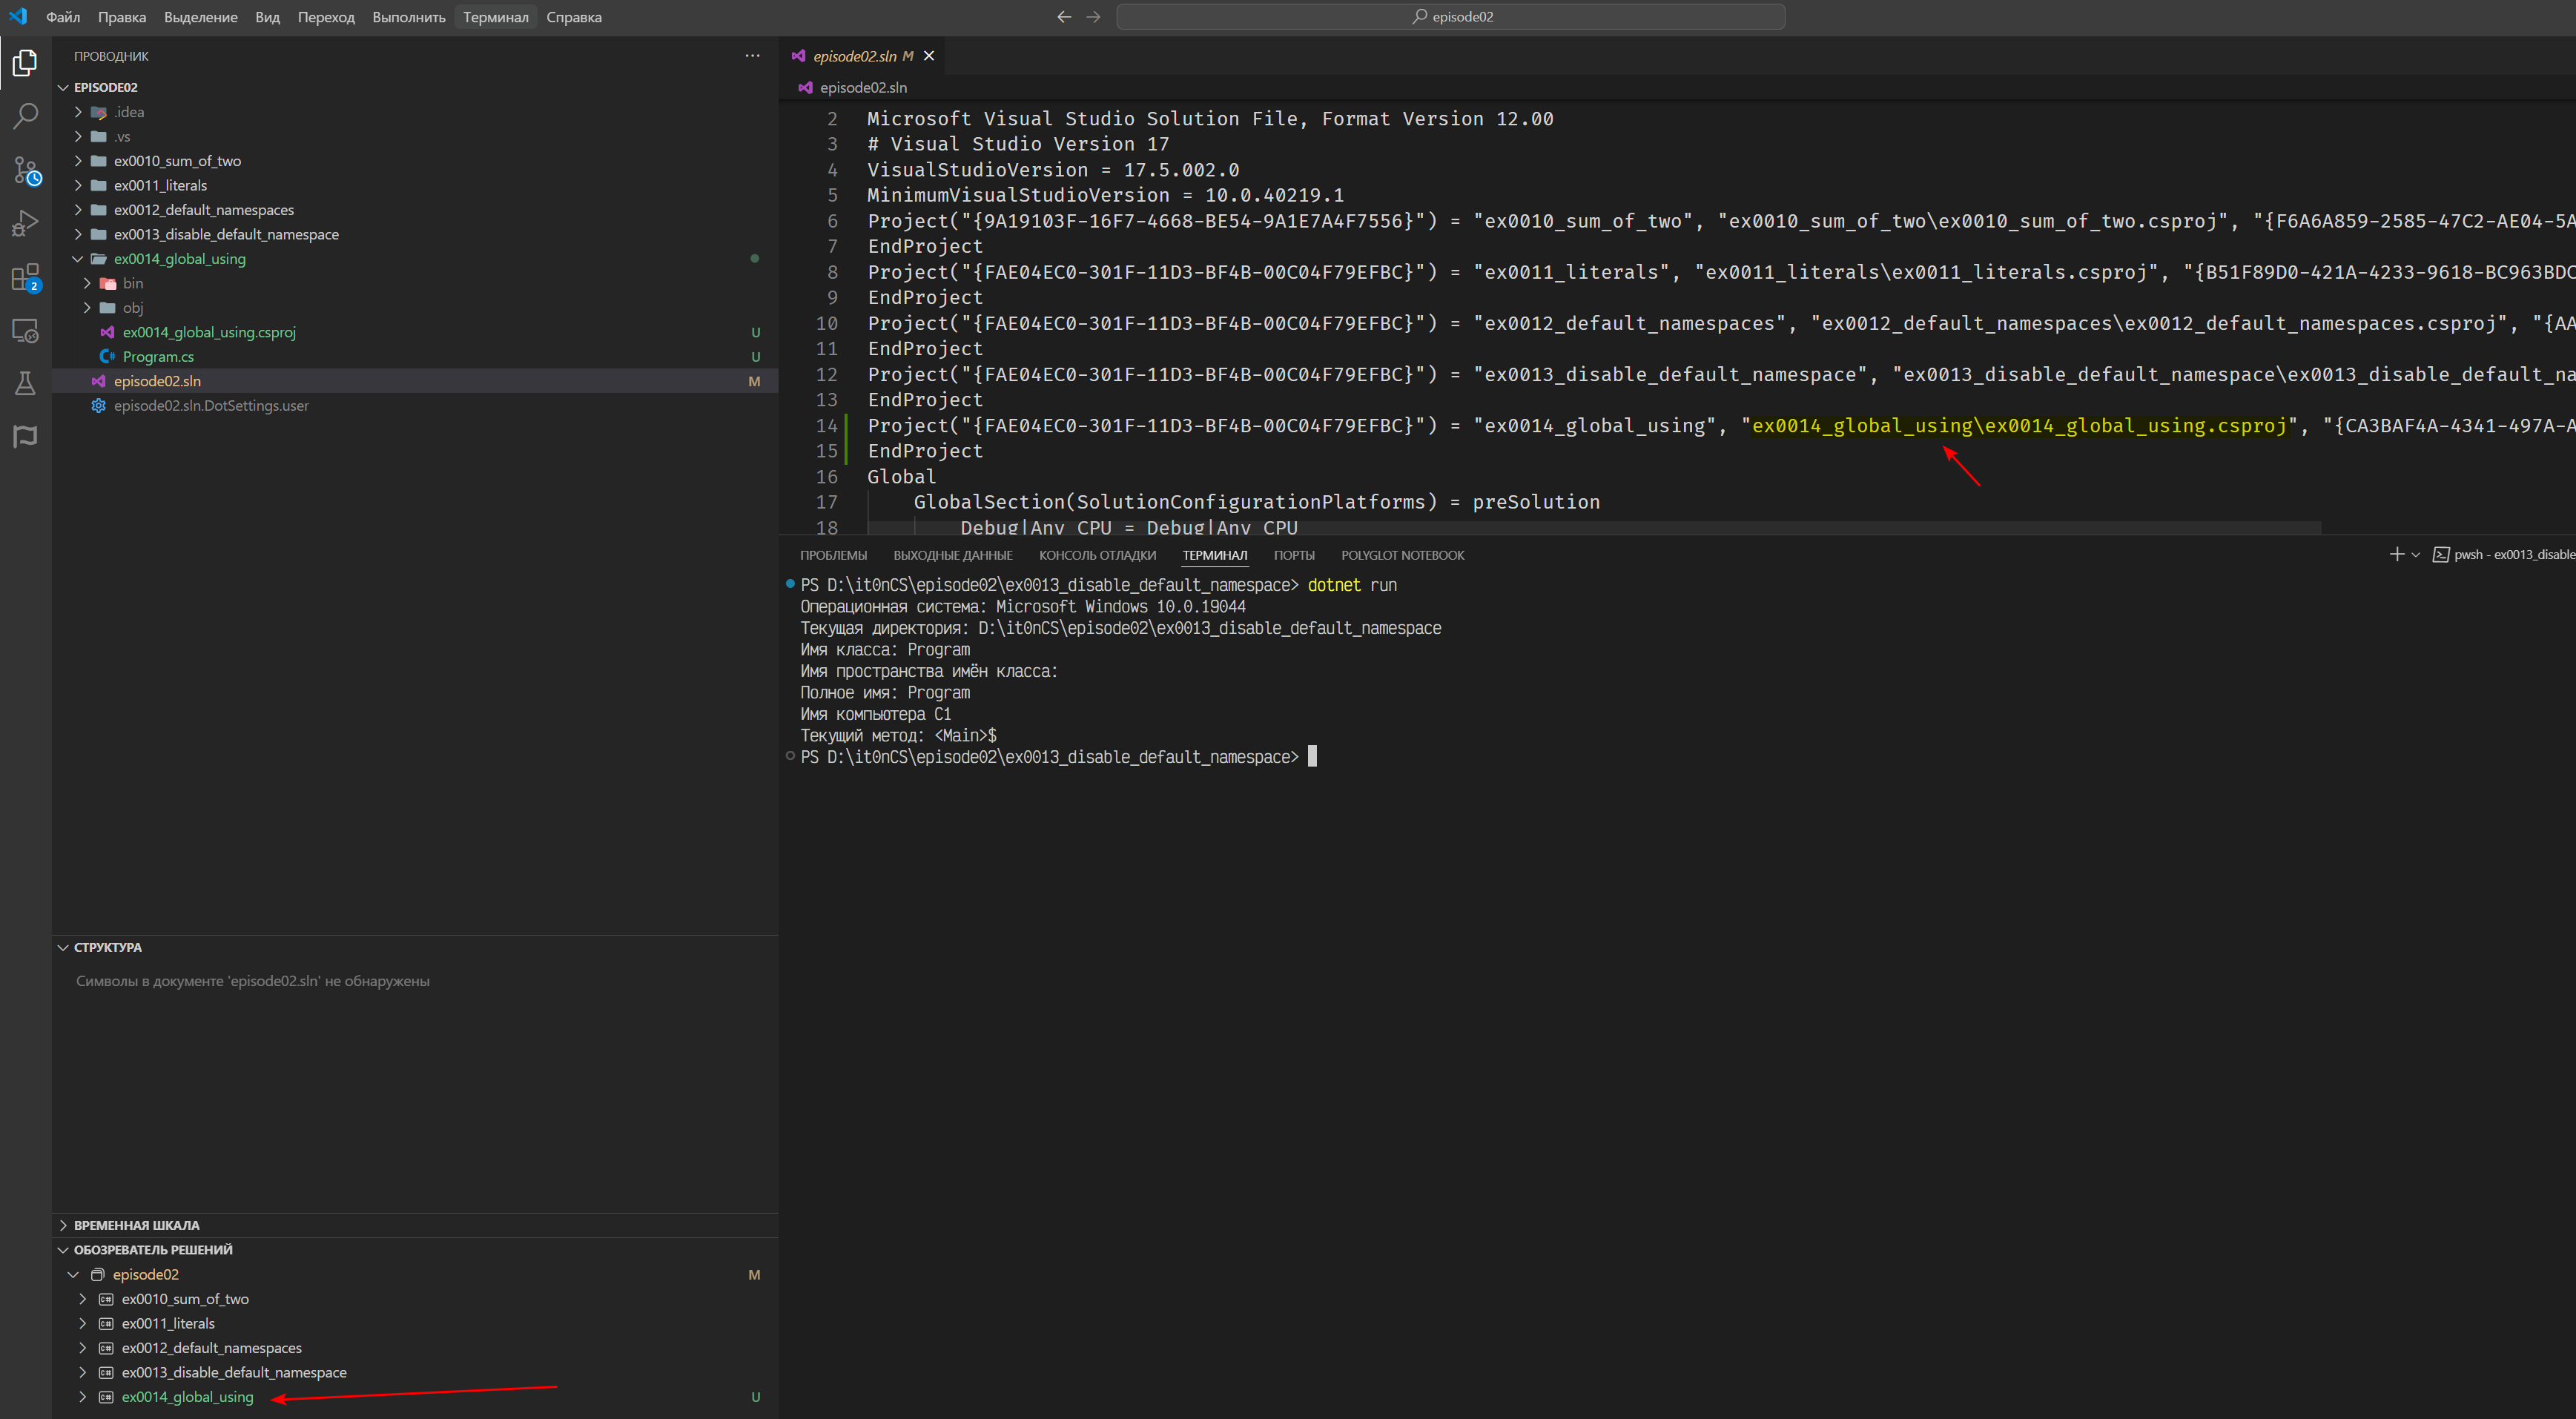 Файл Правка Выделение Вид Переход Выполнить Терминал Справка
episode02
ПРОВОДНИК
EPISODE02
.idea
.vs
ex0010_sum_of_two
ex0011_literals
ex0012_default_namespaces
ex0013_disable_default_namespace
ex0014_global_using
bin
obj
ex0014_global_using.csproj U
Program.cs U
episode02.sln M
episode02.sln.DotSettings.user
СТРУКТУРА
Символы в документе 'episode02.sln' не обнаружены
ВРЕМЕННАЯ ШКАЛА
ОБОЗРЕВАТЕЛЬ РЕШЕНИЙ
episode02 M
ex0010_sum_of_two
ex0011_literals
ex0012_default_namespaces
ex0013_disable_default_namespace
ex0014_global_using U
2
episode02.sln M
episode02.sln
2 Microsoft Visual Studio Solution File, Format Version 12.00
3 # Visual Studio Version 17
4 VisualStudioVersion = 17.5.002.0
5 MinimumVisualStudioVersion = 10.0.40219.1
6 Project("{9A19103F-16F7-4668-BE54-9A1E7A4F7556}") = "ex0010_sum_of_two", "ex0010_sum_of_two\ex0010_sum_of_two.csproj", "{F6A6A859-2585-47C2-AE04-5A
7 EndProject
8 Project("{FAE04EC0-301F-11D3-BF4B-00C04F79EFBC}") = "ex0011_literals", "ex0011_literals\ex0011_literals.csproj", "{B51F89D0-421A-4233-9618-BC963BDC
9 EndProject
10 Project("{FAE04EC0-301F-11D3-BF4B-00C04F79EFBC}") = "ex0012_default_namespaces", "ex0012_default_namespaces\ex0012_default_namespaces.csproj", "{AA
11 EndProject
12 Project("{FAE04EC0-301F-11D3-BF4B-00C04F79EFBC}") = "ex0013_disable_default_namespace", "ex0013_disable_default_namespace\ex0013_disable_default_na
13 EndProject
14 Project("{FAE04EC0-301F-11D3-BF4B-00C04F79EFBC}") = "ex0014_global_using", "ex0014_global_using\ex0014_global_using.csproj", "{CA3BAF4A-4341-497A-A
15 EndProject
16 Global
17 GlobalSection(SolutionConfigurationPlatforms) = preSolution
18 Debug|Any CPU = Debug|Any CPU
ПРОБЛЕМЫ ВЫХОДНЫЕ ДАННЫЕ КОНСОЛЬ ОТЛАДКИ ТЕРМИНАЛ ПОРТЫ POLYGLOT NOTEBOOK
pwsh - ex0013_disable
PS D:\it0nCS\episode02\ex0013_disable_default_namespace> dotnet run
Операционная система: Microsoft Windows 10.0.19044
Текущая директория: D:\it0nCS\episode02\ex0013_disable_default_namespace
Имя класса: Program
Имя пространства имён класса:
Полное имя: Program
Имя компьютера C1
Текущий метод: <Main>$
PS D:\it0nCS\episode02\ex0013_disable_default_namespace>